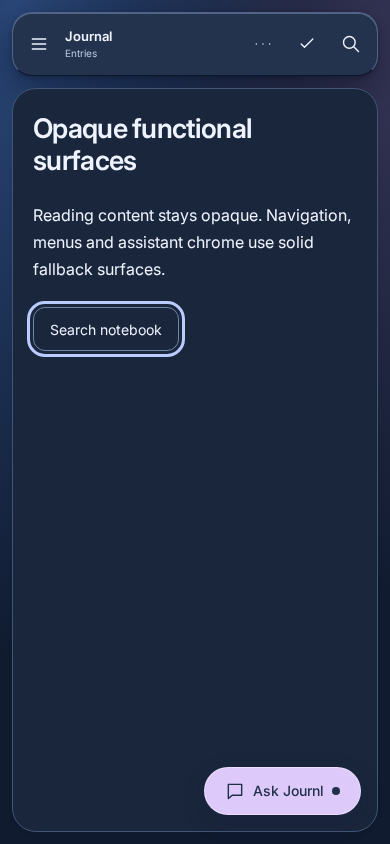 Journal
Entries
Opaque functional
surfaces
Reading content stays opaque. Navigation,
menus and assistant chrome use solid
fallback surfaces.
Search notebook
Ask Journl